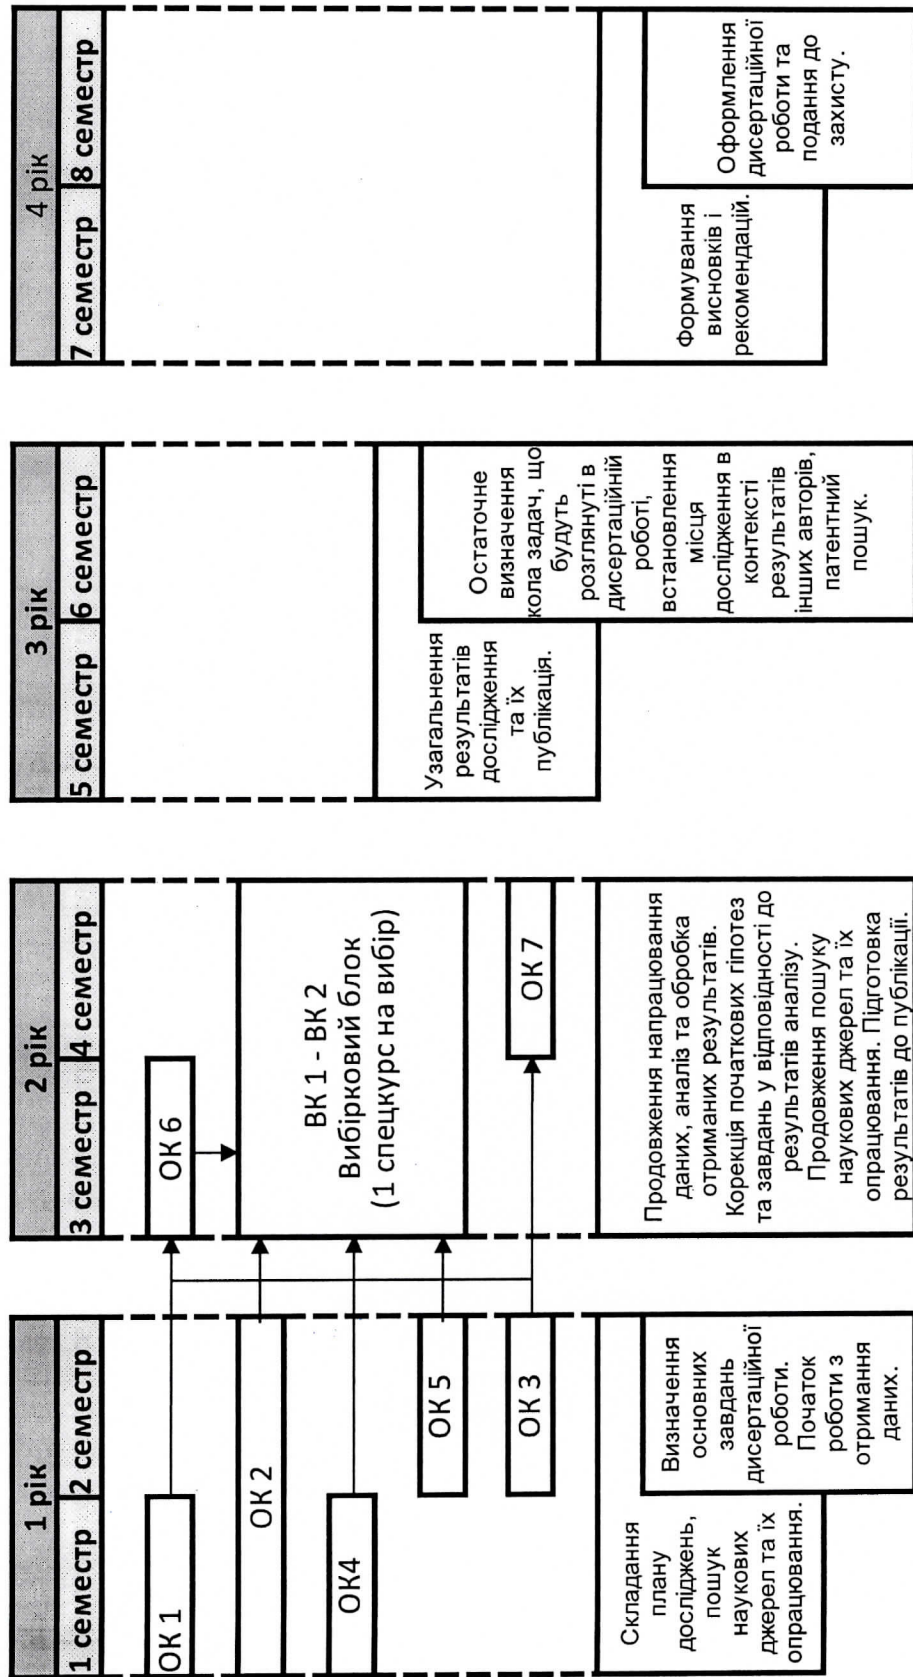 1 рік
1 семестр
2 семестр
ОК 1
ОК 2
ОК4
ОК 5
ОК 3
Складання
плану
досліджень,
пошук
наукових
джерел та їх
опрацювання.
Визначення
основних
завдань
дисертаційної
роботи.
Початок
роботи з
отримання
даних.
2 рік
3 семестр
4 семестр
ОК 6
ВК 1 - ВК 2
Вибірковий блок
(1 спецкурс на вибір)
ОК 7
Продовження напрацювання
даних, аналіз та обробка
отриманих результатів.
Корекція початкових гіпотез
та завдань у відповідності до
результатів аналізу.
Продовження пошуку
наукових джерел та їх
опрацювання. Підготовка
результатів до публікації.
3 рік
5 семестр
6 семестр
Узагальнення
результатів
дослідження
та їх
публікація.
Остаточне
визначення
кола задач, що
будуть
розглянуті в
дисертаційній
роботі,
встановлення
місця
дослідження в
контексті
результатів
інших авторів,
патентний
пошук.
4 рік
7 семестр
8 семестр
Формування
висновків і
рекомендацій.
Оформлення
дисертаційної
роботи та
подання до
захисту.